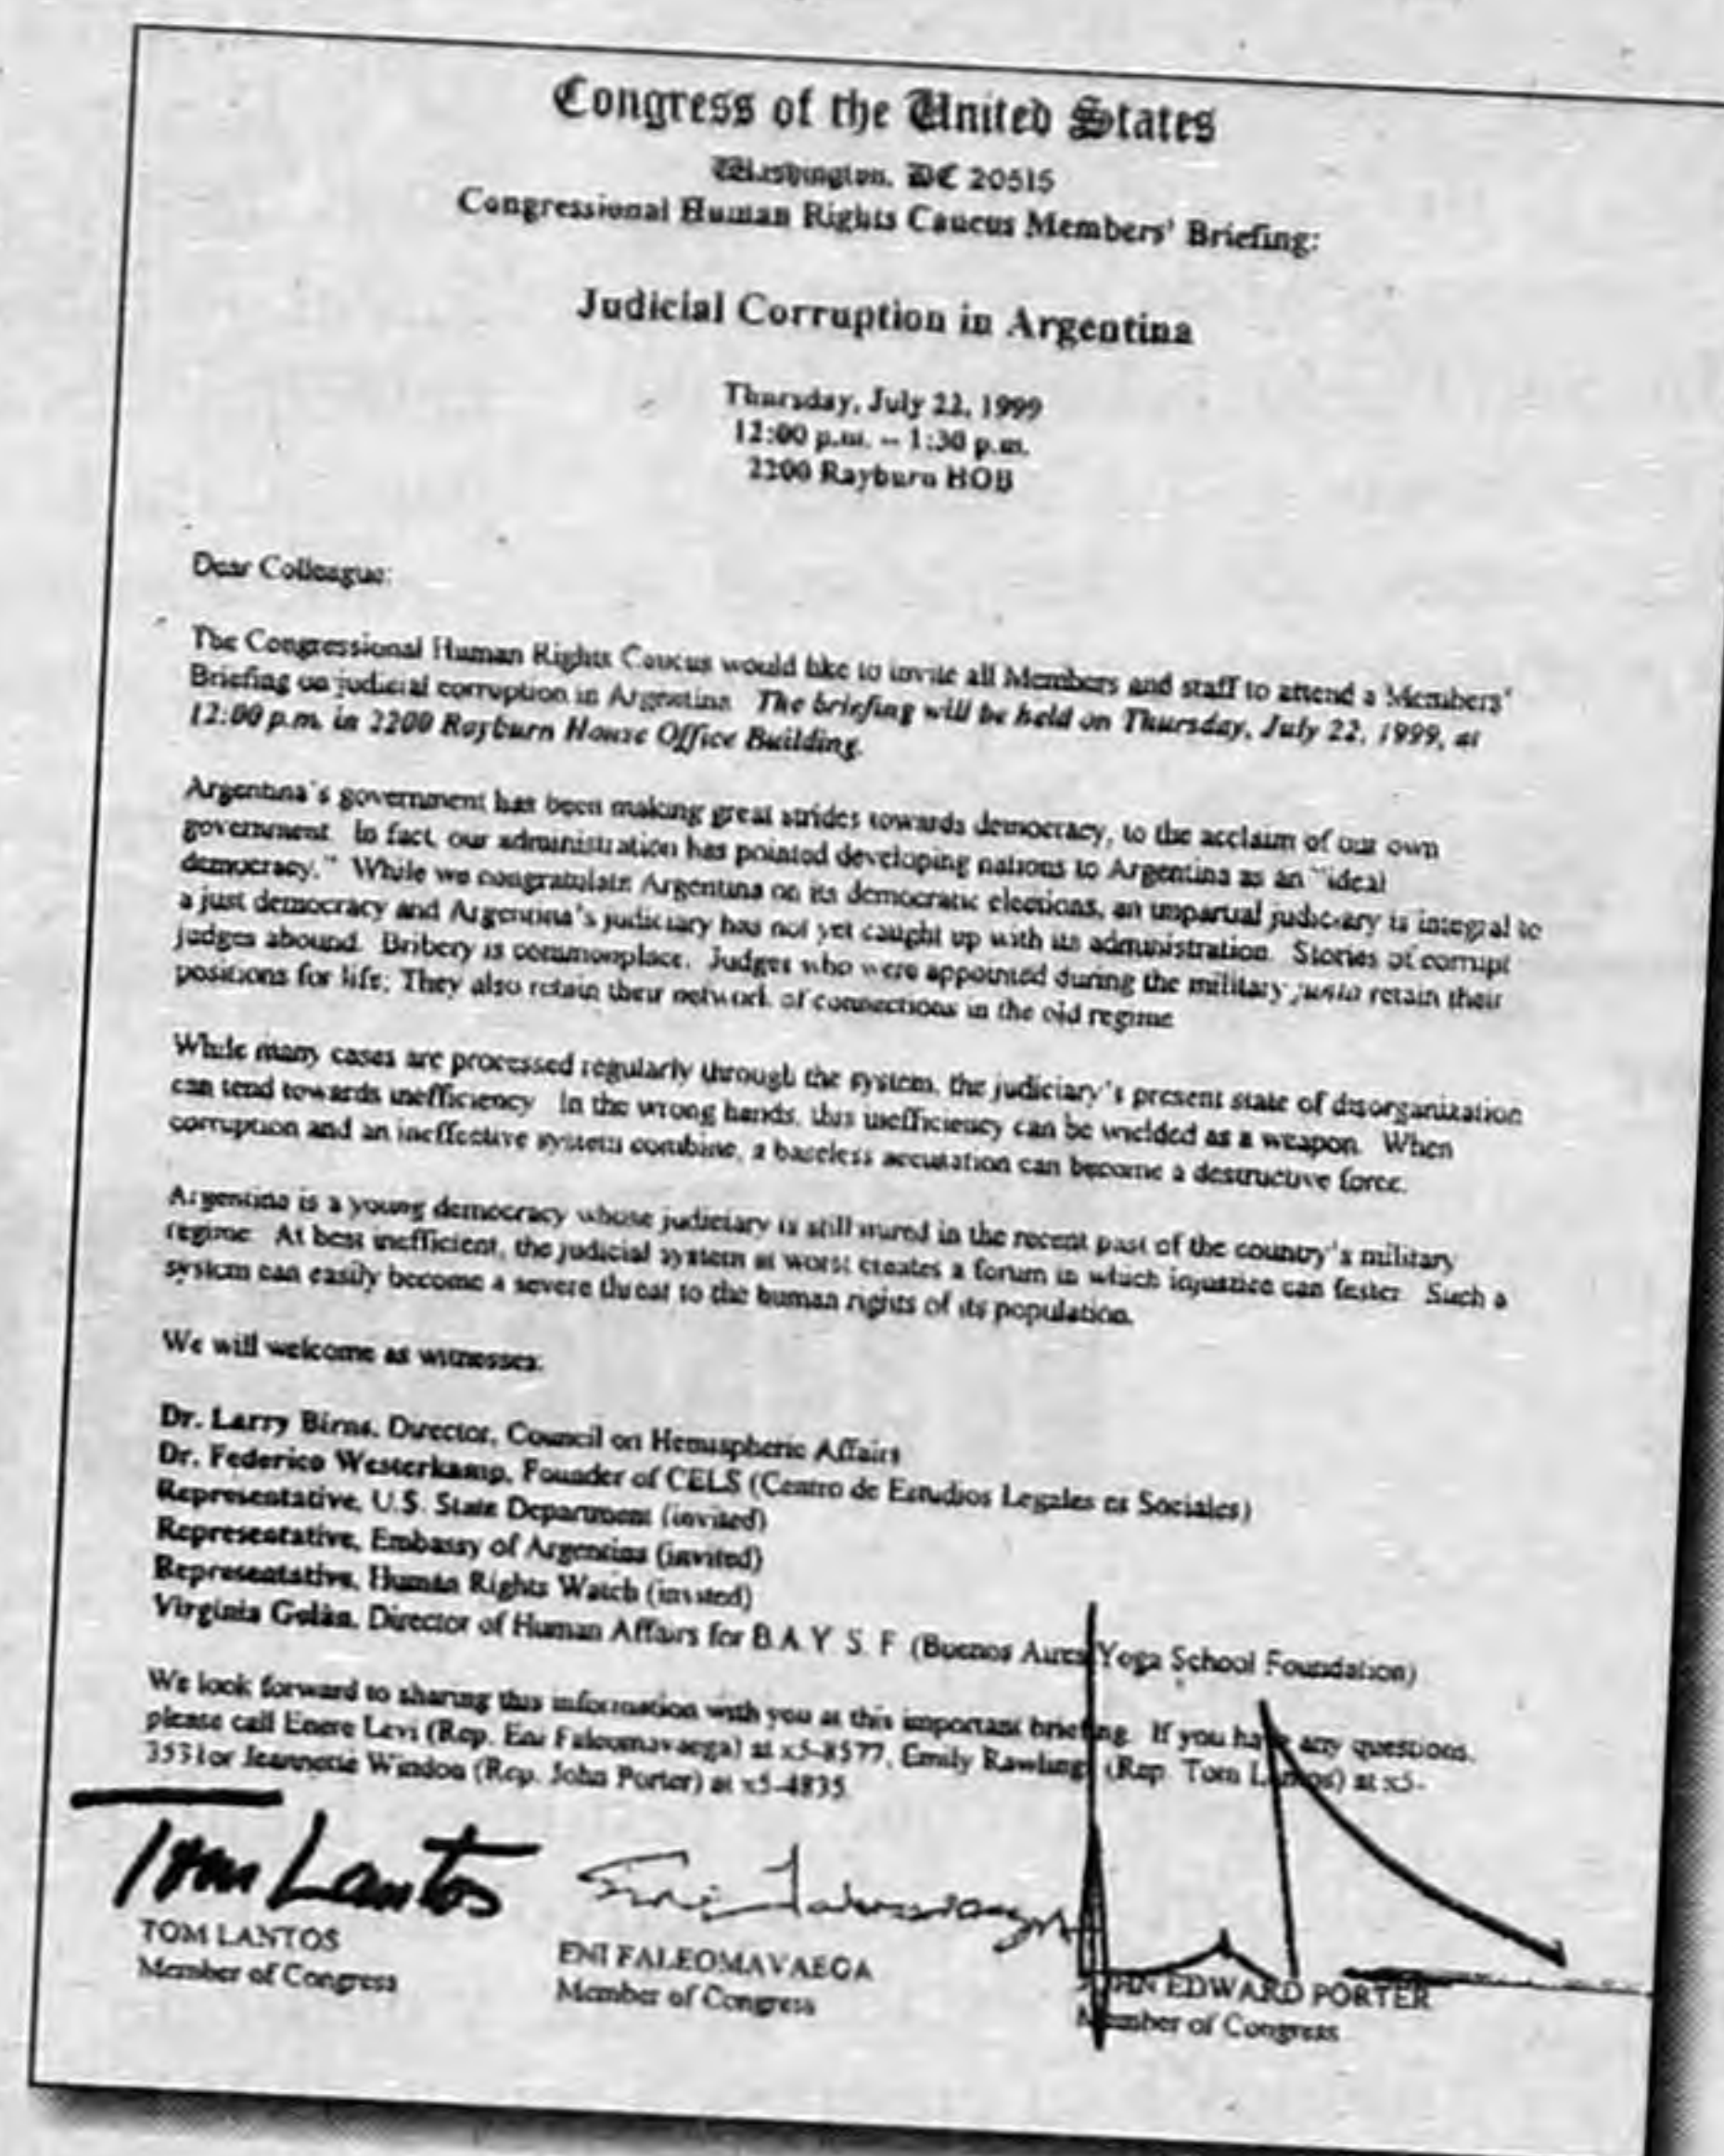 Congress of the United States
Washington, DC 20515
Congressional Human Rights Caucus Members' Briefing:
Judicial Corruption in Argentina
Thursday, July 22, 1999
12:00 p.m. -- 1:30 p.m.
2200 Rayburn HOB
Dear Colleague:
The Congressional Human Rights Caucus would like to invite all Members and staff to attend a Members'
Briefing on judicial corruption in Argentina. The briefing will be held on Thursday, July 22, 1999, at
12:00 p.m. in 2200 Rayburn House Office Building.
Argentina's government has been making great strides towards democracy, to the acclaim of our own
government. In fact, our administration has pointed developing nations to Argentina as an "ideal
democracy." While we congratulate Argentina on its democratic elections, an impartial judiciary is integral to
a just democracy and Argentina's judiciary has not yet caught up with its administration. Stories of corrupt
judges abound. Bribery is commonplace. Judges who were appointed during the military junta retain their
positions for life; They also retain their network of connections in the old regime.
While many cases are processed regularly through the system, the judiciary's present state of disorganization
can tend towards inefficiency. In the wrong hands, this inefficiency can be wielded as a weapon. When
corruption and an ineffective system combine, a baseless accusation can become a destructive force.
Argentina is a young democracy whose judiciary is still mired in the recent past of the country's military
regime. At best inefficient, the judicial system at worst creates a forum in which injustice can fester. Such a
system can easily become a severe threat to the human rights of its population.
We will welcome as witnesses:
Dr. Larry Birns, Director, Council on Hemispheric Affairs
Dr. Federico Westerkamp, Founder of CELS (Centro de Estudios Legales es Sociales)
Representative, U.S. State Department (invited)
Representative, Embassy of Argentina (invited)
Representative, Human Rights Watch (invited)
Virginia Golàn, Director of Human Affairs for B.A.Y.S.F. (Buenos Aires Yoga School Foundation)
We look forward to sharing this information with you at this important briefing. If you have any questions,
please call Enere Levi (Rep. Eni Faleomavaega) at x5-8577, Emily Rawlings (Rep. Tom Lantos) at x5-
3531or Jeannette Windon (Rep. John Porter) at x5-4835.
Tom Lantos
Eni Faleomavaega
TOM LANTOS
Member of Congress
ENI FALEOMAVAEGA
Member of Congress
JOHN EDWARD PORTER
Member of Congress